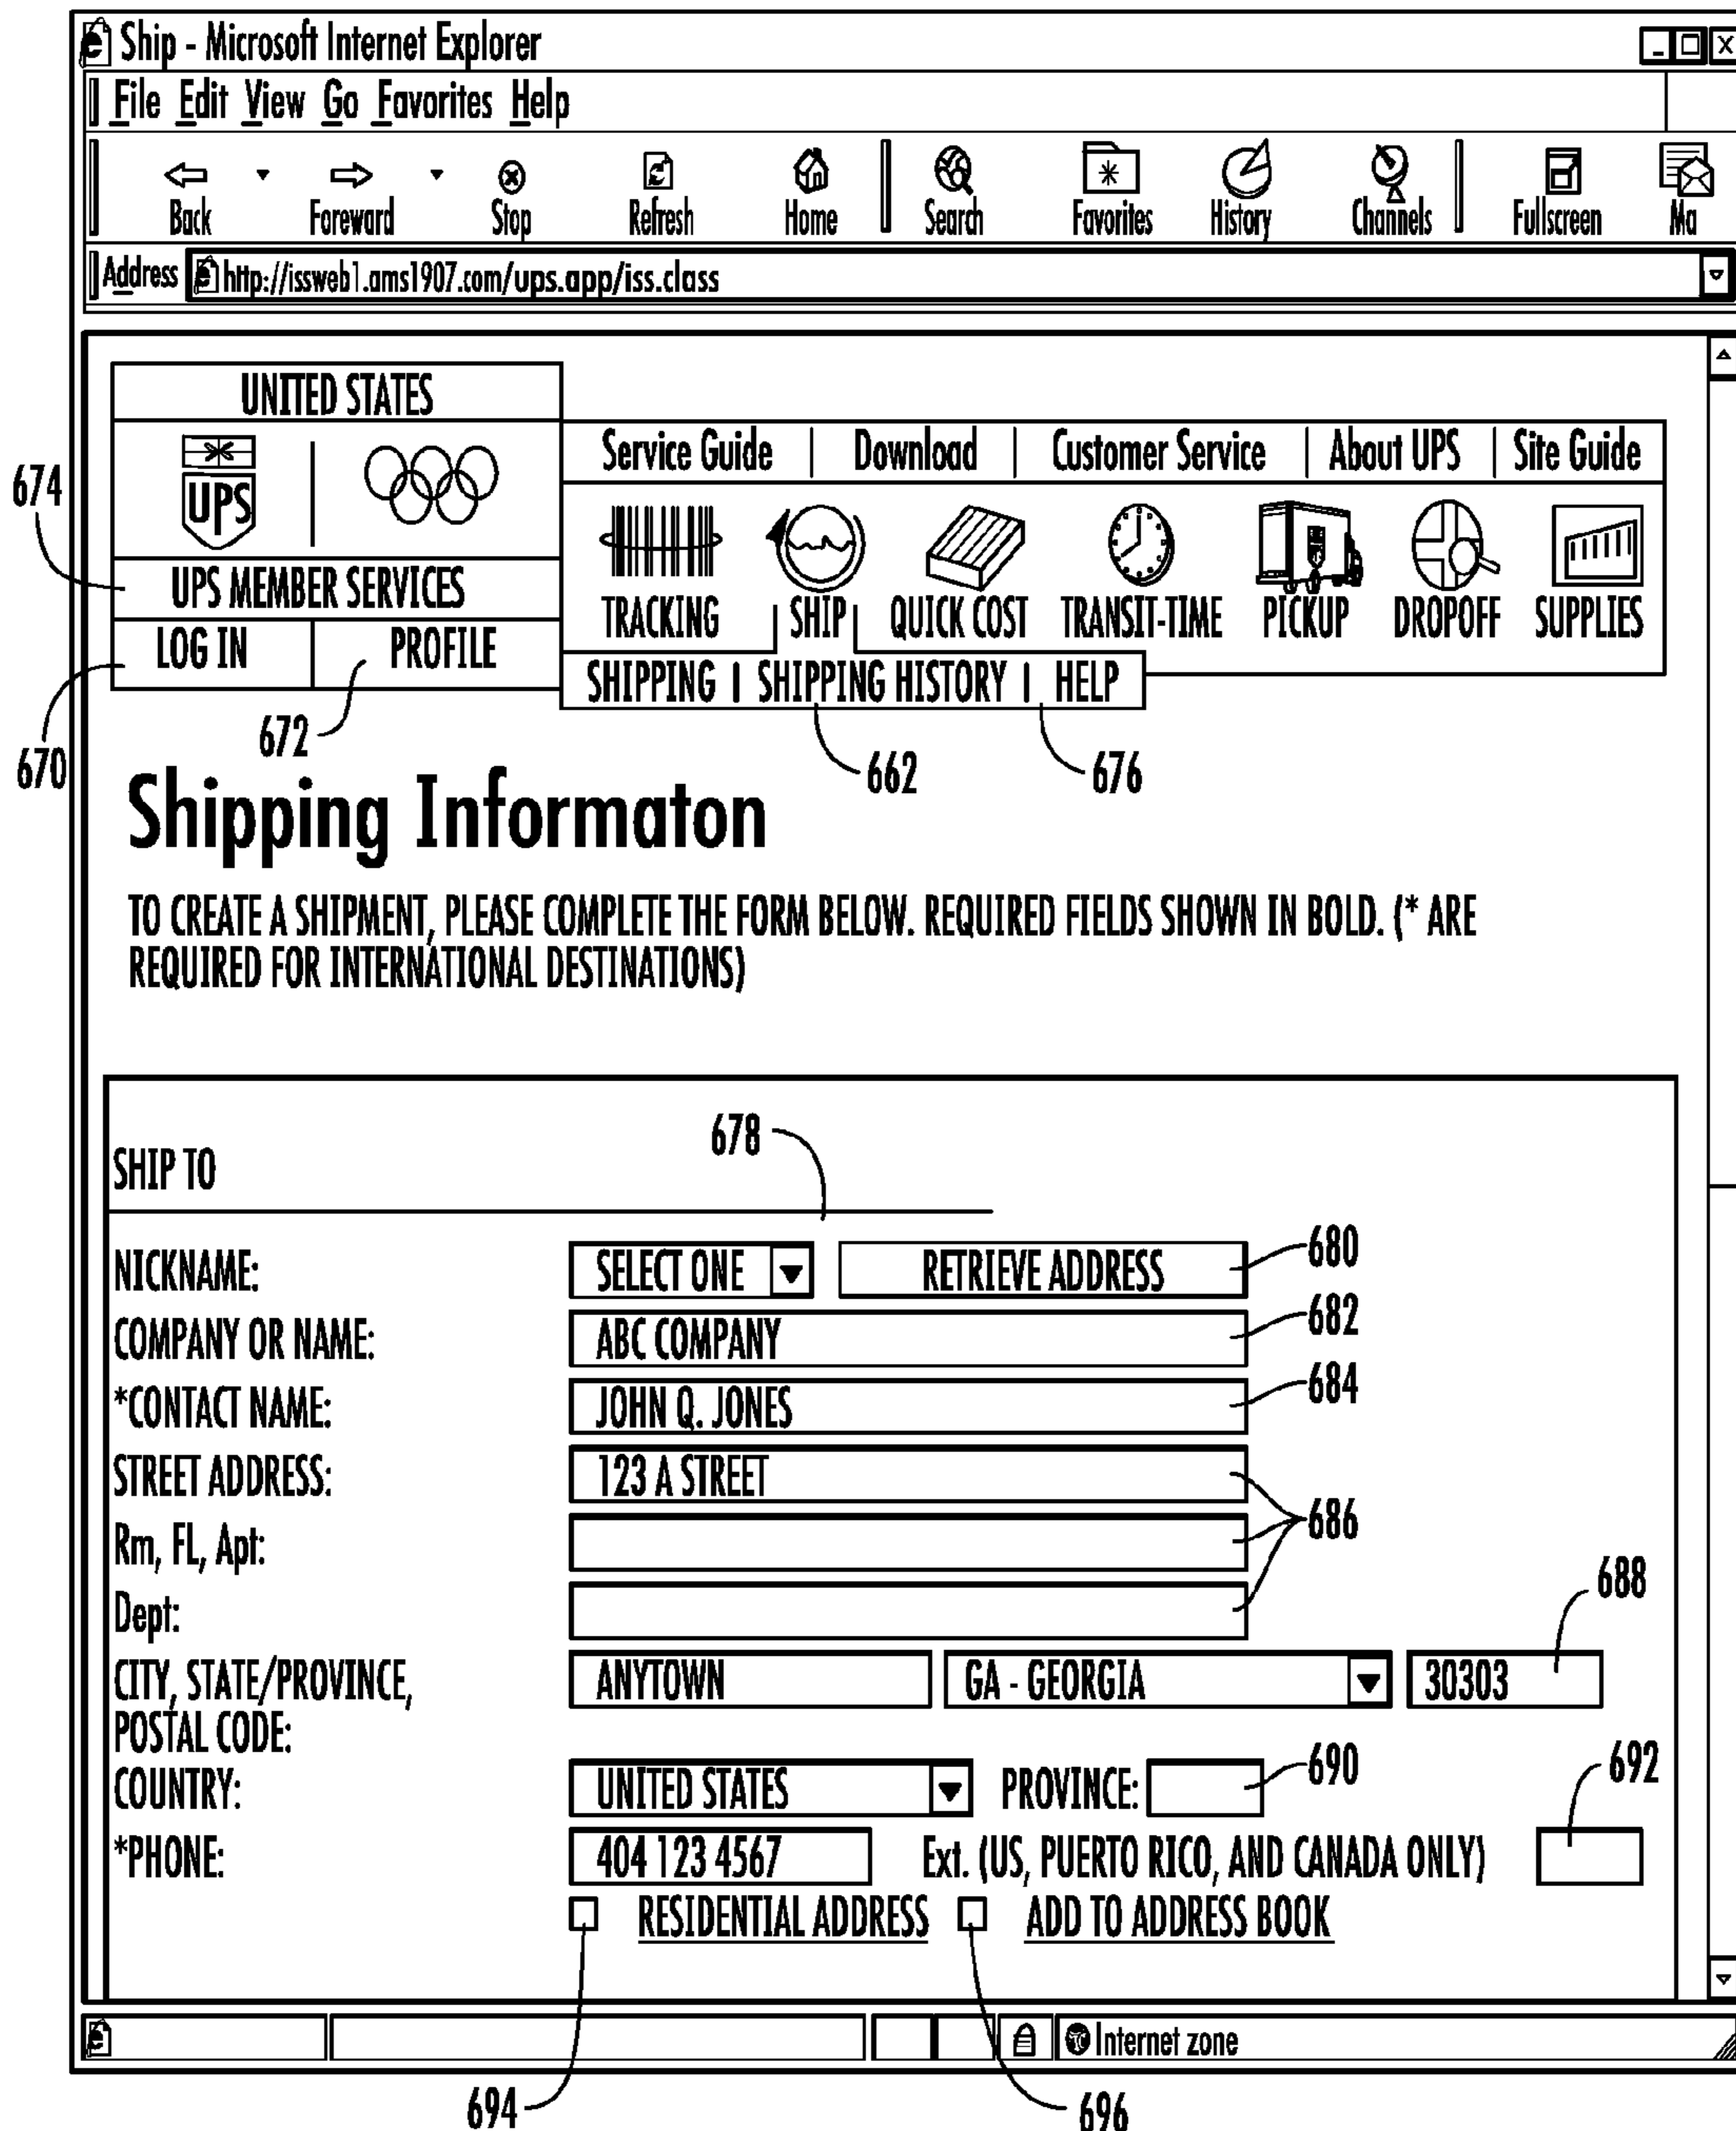 Ship - Microsoft Internet Explorer
File Edit View Go Favorites Help
Back Foreward Stop Refresh Home Search Favorites History Channels Fullscreen Ma
Address http://issweb1.ams1907.com/ups.app/iss.class
UNITED STATES
Service Guide | Download | Customer Service | About UPS | Site Guide
674
UPS
UPS MEMBER SERVICES
TRACKING SHIP QUICK COST TRANSIT-TIME PICKUP DROPOFF SUPPLIES
LOG IN PROFILE
SHIPPING | SHIPPING HISTORY | HELP
670 672 662 676
Shipping Informaton
TO CREATE A SHIPMENT, PLEASE COMPLETE THE FORM BELOW. REQUIRED FIELDS SHOWN IN BOLD. (* ARE
REQUIRED FOR INTERNATIONAL DESTINATIONS)
678
SHIP TO
NICKNAME: SELECT ONE RETRIEVE ADDRESS 680
COMPANY OR NAME: ABC COMPANY 682
*CONTACT NAME: JOHN Q. JONES 684
STREET ADDRESS: 123 A STREET
Rm, FL, Apt: 686
Dept: 688
CITY, STATE/PROVINCE, ANYTOWN GA - GEORGIA 30303
POSTAL CODE:
COUNTRY: UNITED STATES PROVINCE: 690 692
*PHONE: 404 123 4567 Ext. (US, PUERTO RICO, AND CANADA ONLY)
RESIDENTIAL ADDRESS ADD TO ADDRESS BOOK
Internet zone
694 696